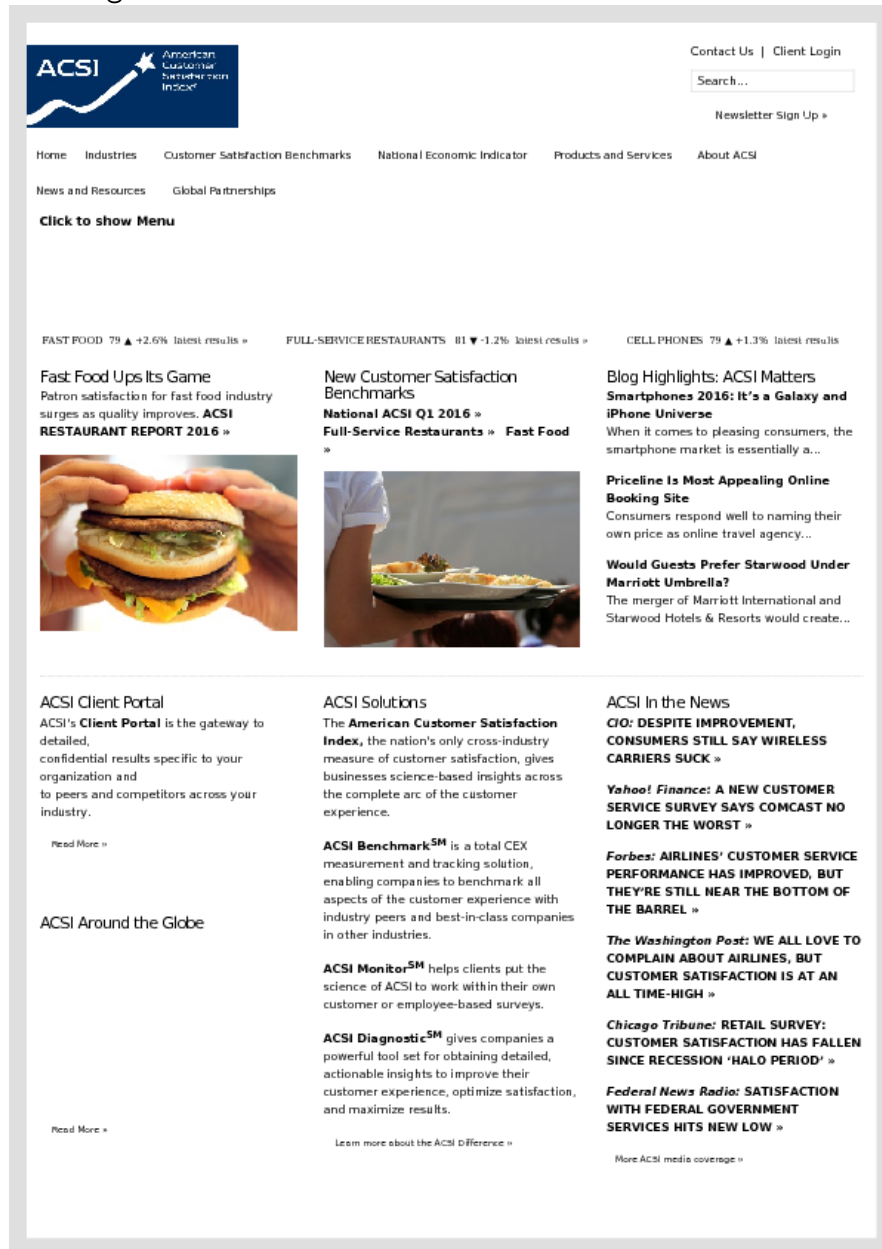 ACSI
American
Customer
Satisfaction
Index®
Contact Us | Client Login
Search...
Newsletter Sign Up »
Home Industries Customer Satisfaction Benchmarks National Economic Indicator Products and Services About ACSI
News and Resources Global Partnerships
Click to show Menu
FAST FOOD 79 ▲ +2.6% latest results » FULL-SERVICE RESTAURANTS 81 ▼ -1.2% latest results » CELL PHONES 79 ▲ +1.3% latest results
Fast Food Ups Its Game
Patron satisfaction for fast food industry
surges as quality improves. ACSI
RESTAURANT REPORT 2016 »
New Customer Satisfaction
Benchmarks
National ACSI Q1 2016 »
Full-Service Restaurants » Fast Food
»
Blog Highlights: ACSI Matters
Smartphones 2016: It's a Galaxy and
iPhone Universe
When it comes to pleasing consumers, the
smartphone market is essentially a...
Priceline Is Most Appealing Online
Booking Site
Consumers respond well to naming their
own price as online travel agency...
Would Guests Prefer Starwood Under
Marriott Umbrella?
The merger of Marriott International and
Starwood Hotels & Resorts would create...
ACSI Client Portal
ACSI's Client Portal is the gateway to
detailed,
confidential results specific to your
organization and
to peers and competitors across your
industry.
Read More »
ACSI Around the Globe
Read More »
ACSI Solutions
The American Customer Satisfaction
Index, the nation's only cross-industry
measure of customer satisfaction, gives
businesses science-based insights across
the complete arc of the customer
experience.
ACSI Benchmark℠ is a total CEX
measurement and tracking solution,
enabling companies to benchmark all
aspects of the customer experience with
industry peers and best-in-class companies
in other industries.
ACSI Monitor℠ helps clients put the
science of ACSI to work within their own
customer or employee-based surveys.
ACSI Diagnostic℠ gives companies a
powerful tool set for obtaining detailed,
actionable insights to improve their
customer experience, optimize satisfaction,
and maximize results.
Learn more about the ACSI Difference »
ACSI In the News
CIO: DESPITE IMPROVEMENT,
CONSUMERS STILL SAY WIRELESS
CARRIERS SUCK »
Yahoo! Finance: A NEW CUSTOMER
SERVICE SURVEY SAYS COMCAST NO
LONGER THE WORST »
Forbes: AIRLINES' CUSTOMER SERVICE
PERFORMANCE HAS IMPROVED, BUT
THEY'RE STILL NEAR THE BOTTOM OF
THE BARREL »
The Washington Post: WE ALL LOVE TO
COMPLAIN ABOUT AIRLINES, BUT
CUSTOMER SATISFACTION IS AT AN
ALL TIME-HIGH »
Chicago Tribune: RETAIL SURVEY:
CUSTOMER SATISFACTION HAS FALLEN
SINCE RECESSION 'HALO PERIOD' »
Federal News Radio: SATISFACTION
WITH FEDERAL GOVERNMENT
SERVICES HITS NEW LOW »
More ACSI media coverage »